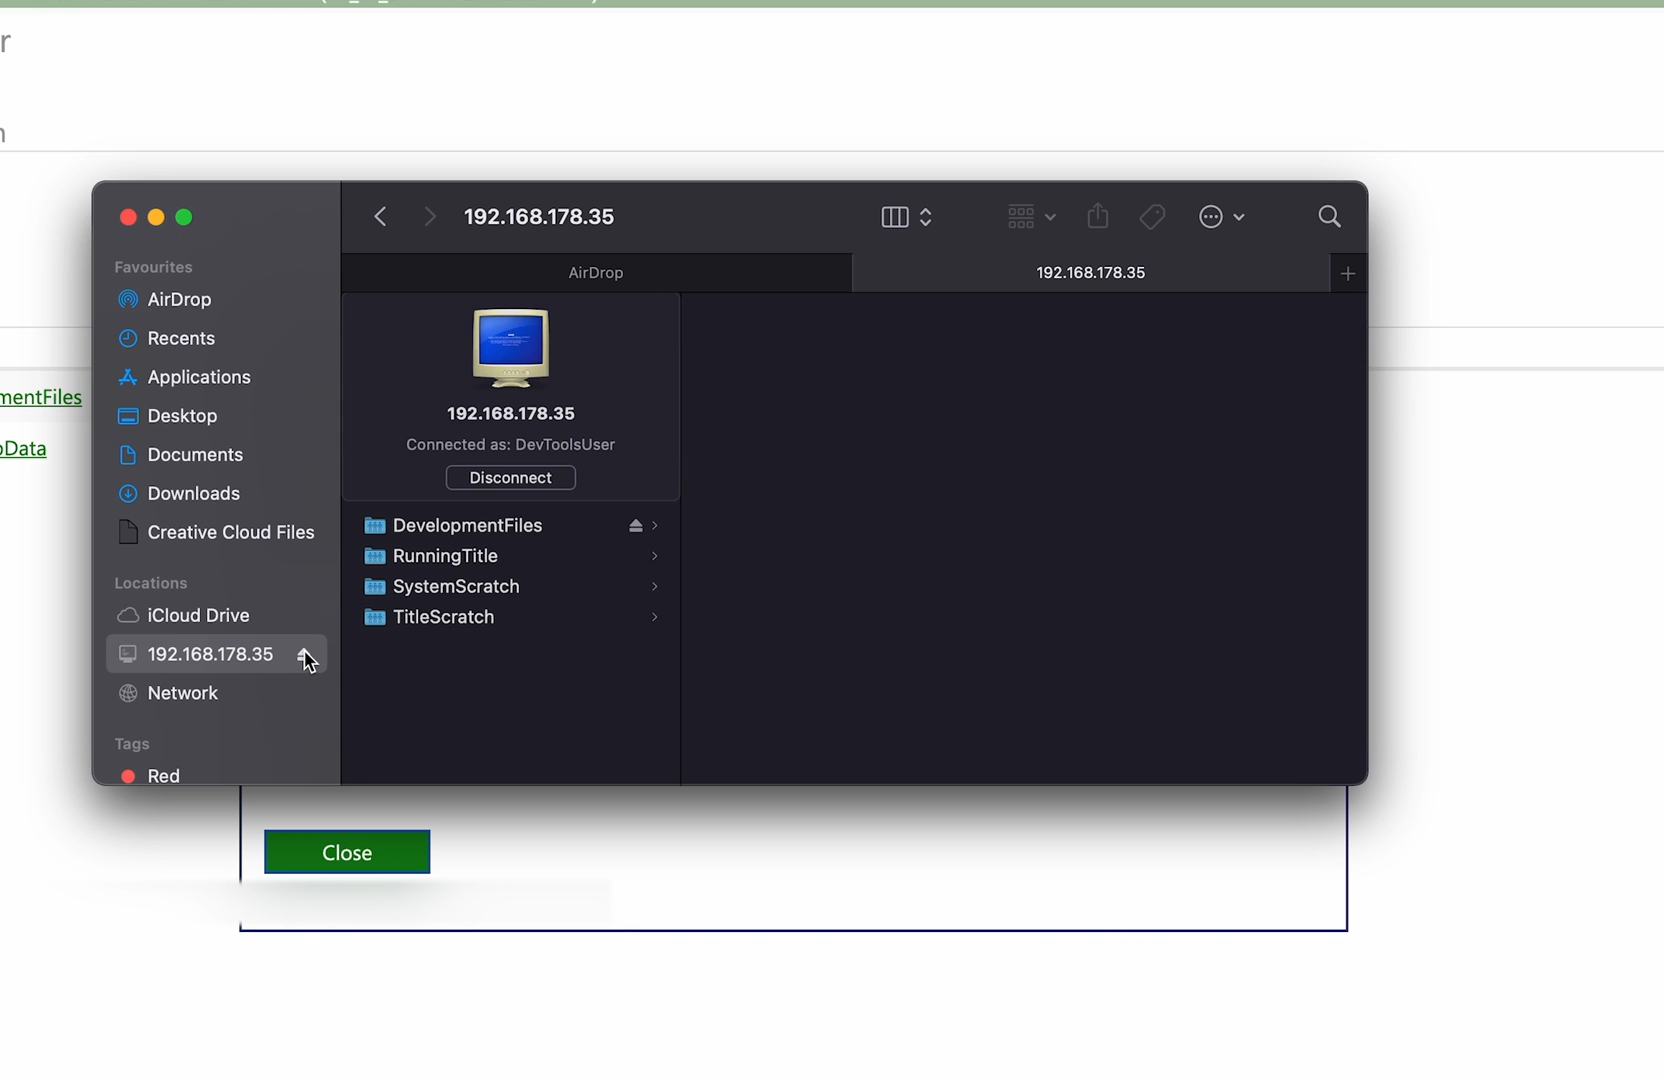 r
n
mentFiles
Data
192.168.178.35
AirDrop
192.168.178.35
Favourites
AirDrop
Recents
Applications
Desktop
Documents
Downloads
Creative Cloud Files
Locations
iCloud Drive
192.168.178.35
Network
Tags
Red
192.168.178.35
Connected as: DevToolsUser
Disconnect
DevelopmentFiles
RunningTitle
SystemScratch
TitleScratch
Close